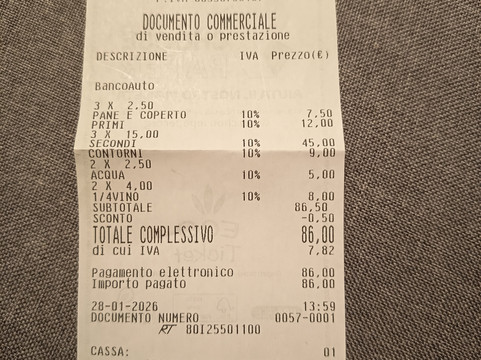 DOCUMENTO COMMERCIALE
di vendita o prestazione
DESCRIZIONE IVA Prezzo(€)
BancoAuto
3 X 2,50
PANE E COPERTO 10% 7,50
PRIMI 10% 12,00
3 X 15,00
SECONDI 10% 45,00
CONTORNI 10% 9,00
2 X 2,50
ACQUA 10% 5,00
2 X 4,00
1/4VINO 10% 8,00
SUBTOTALE 86,50
SCONTO -0,50
TOTALE COMPLESSIVO 86,00
di cui IVA 7,82
Pagamento elettronico 86,00
Importo pagato 86,00
28-01-2026 13:59
DOCUMENTO NUMERO 0057-0001
RT 80I25501100
CASSA: 01